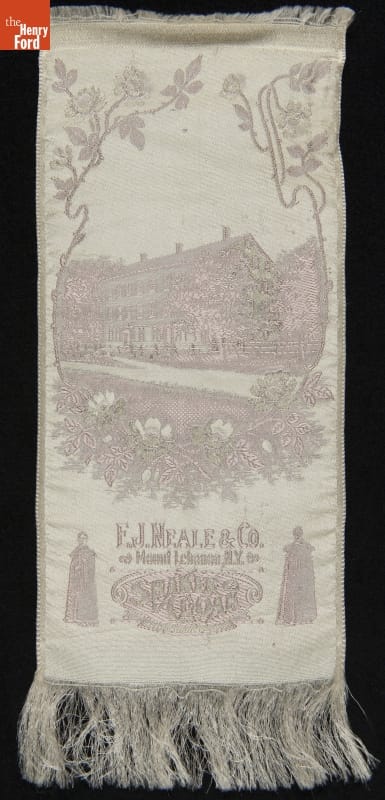 the
Henry
Ford
E.J. NEALE & CO.
Mount Lebanon N.Y.
SHAKER
CLOAK